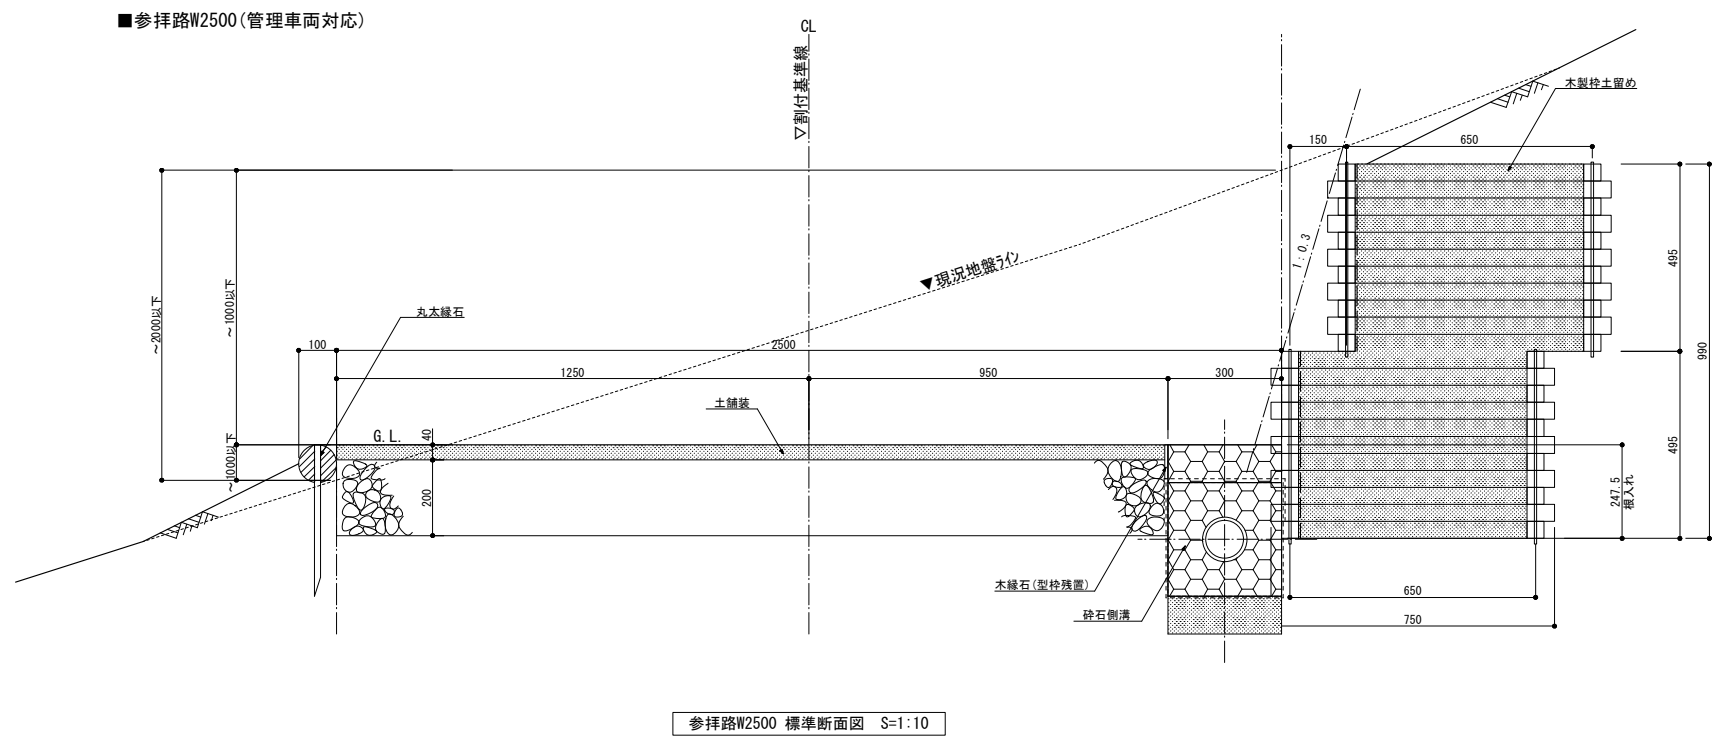 ■参拝路W2500(管理車両対応)
CL
▽割付基準線
木製枠土留め
150
650
1:0.3
495
990
▼現況地盤ﾗｲﾝ
～2000以下
～1000以下
丸太縁石
100
2500
1250
950
300
土舗装
G.L.
40
～1000以下
200
495
247.5
根入れ
木縁石(型枠残置)
砕石側溝
650
750
参拝路W2500 標準断面図 S=1:10